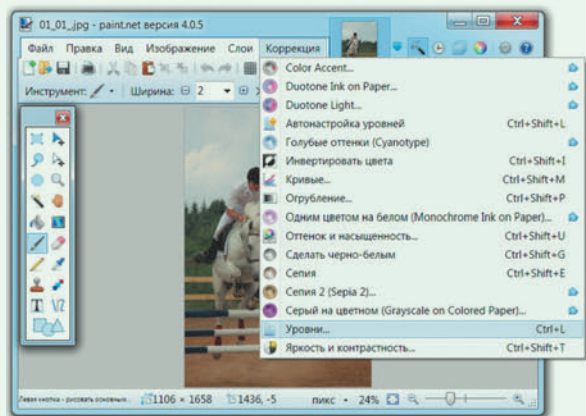 01_01_.jpg - paint.net версия 4.0.5
Файл Правка Вид Изображение Слои Коррекция
Инструмент: Ширина: 2
Color Accent...
Duotone Ink on Paper...
Duotone Light...
Автонастройка уровней Ctrl+Shift+L
Голубые оттенки (Cyanotype)
Инвертировать цвета Ctrl+Shift+I
Кривые... Ctrl+Shift+M
Огрубление... Ctrl+Shift+P
Одним цветом на белом (Monochrome Ink on Paper)...
Оттенок и насыщенность... Ctrl+Shift+U
Сделать черно-белым Ctrl+Shift+G
Сепия Ctrl+Shift+E
Сепия 2 (Sepia 2)...
Серый на цветном (Grayscale on Colored Paper)...
Уровни... Ctrl+L
Яркость и контрастность... Ctrl+Shift+T
Левая кнопка - рисовать основным... 1106 × 1658 1436, -5 пикс 24%